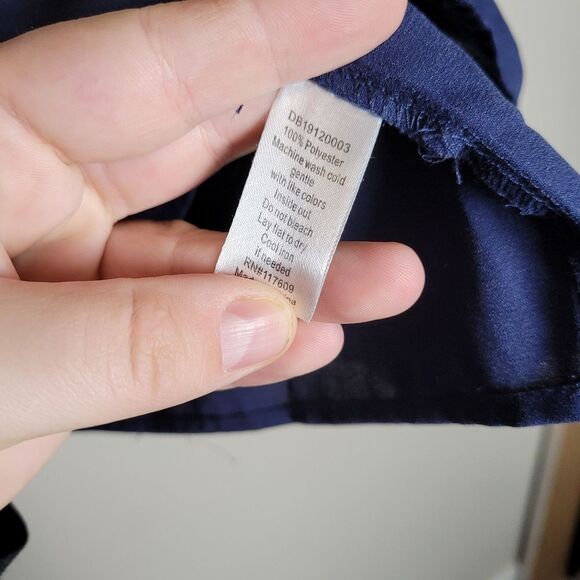 DB19120003
100% Polyester
Machine wash cold
gentle
with like colors
Inside out
Do not bleach
Lay flat to dry
Cool iron
if needed
RN#117609